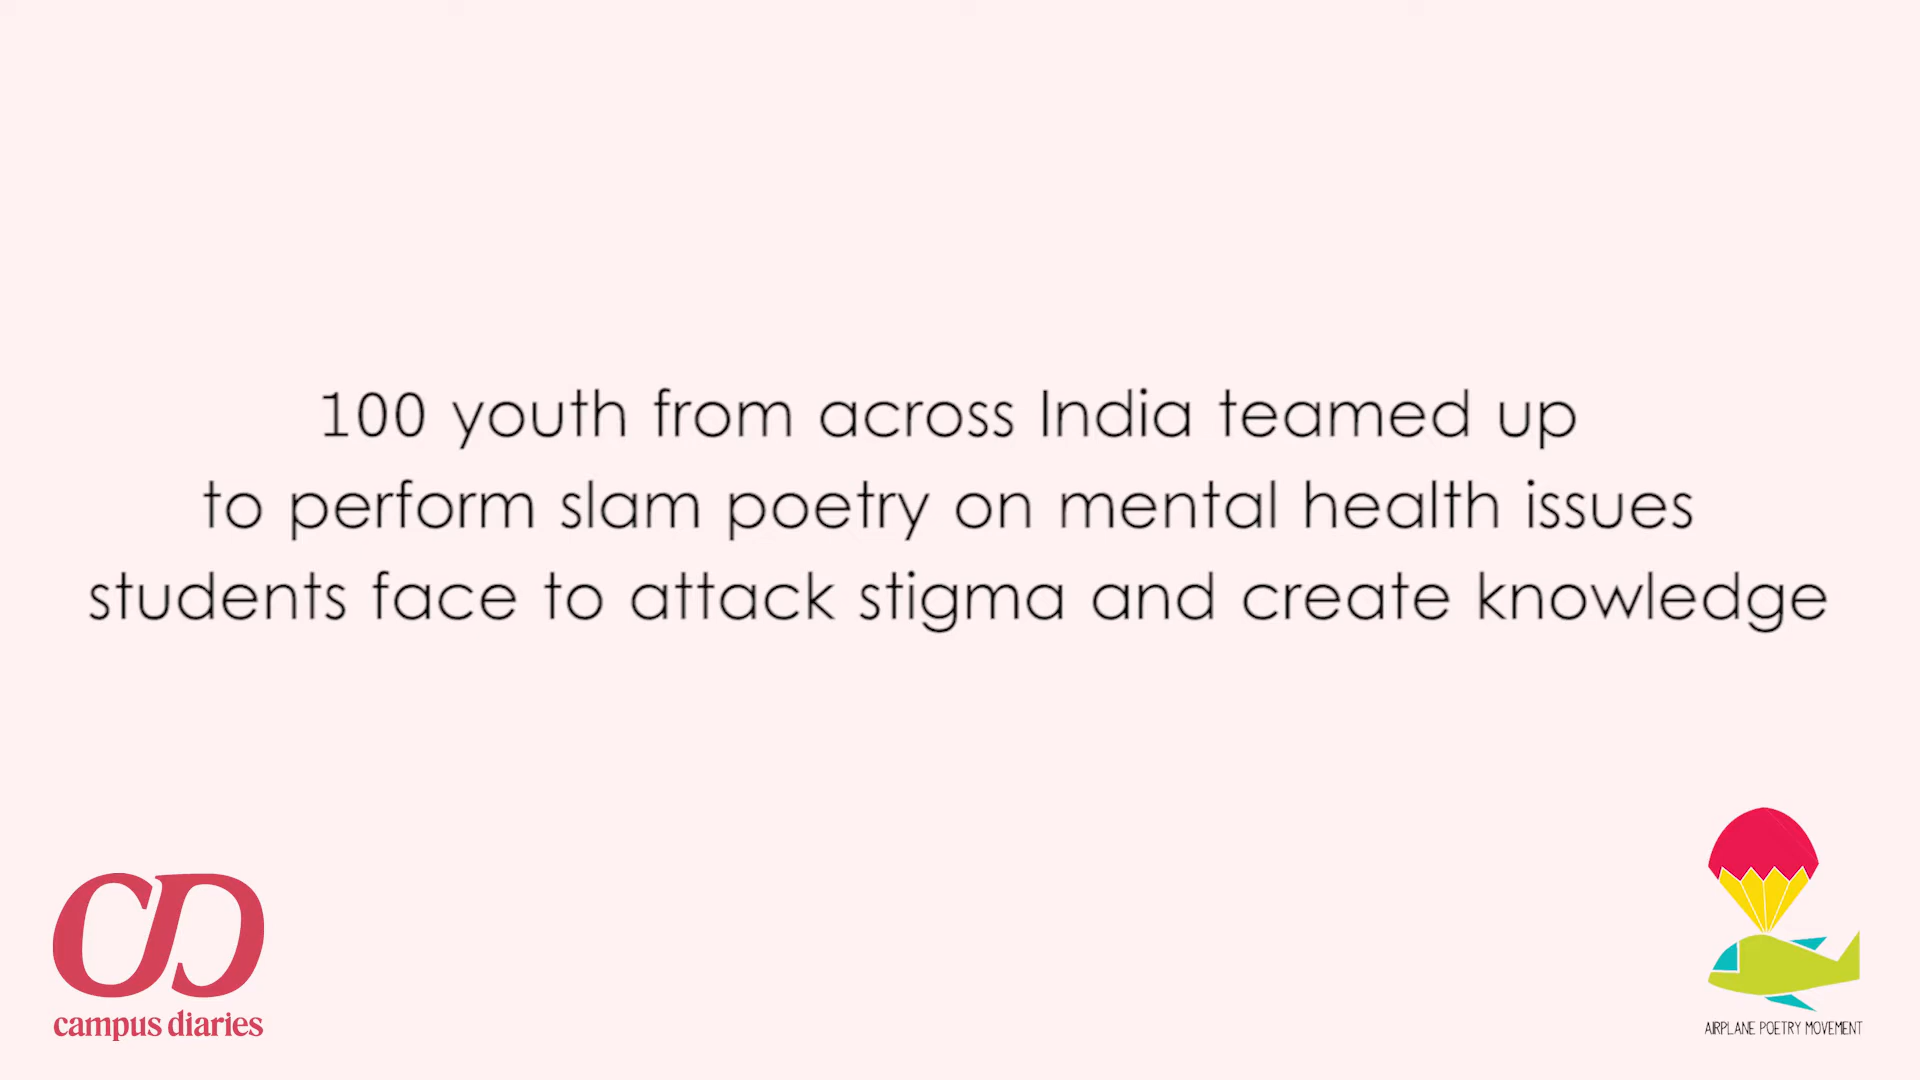 100 youth from across India teamed up
to perform slam poetry on mental health issues
students face to attack stigma and create knowledge
CD
campus diaries
AIRPLANE POETRY MOVEMENT